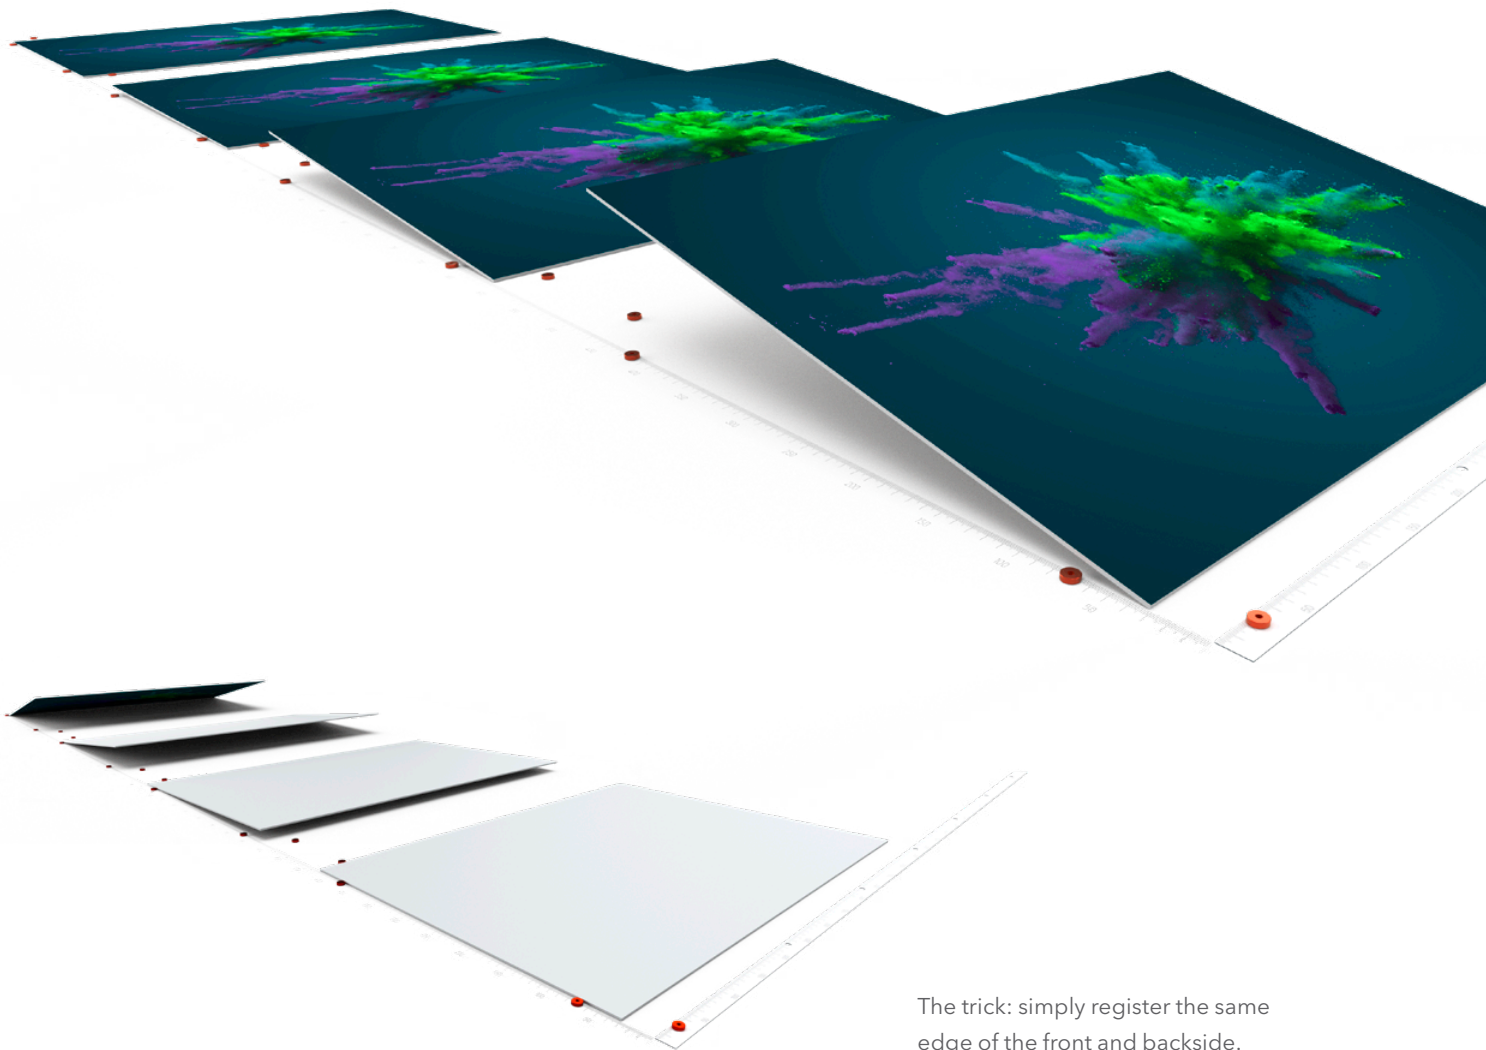 The trick: simply register the same
edge of the front and backside.